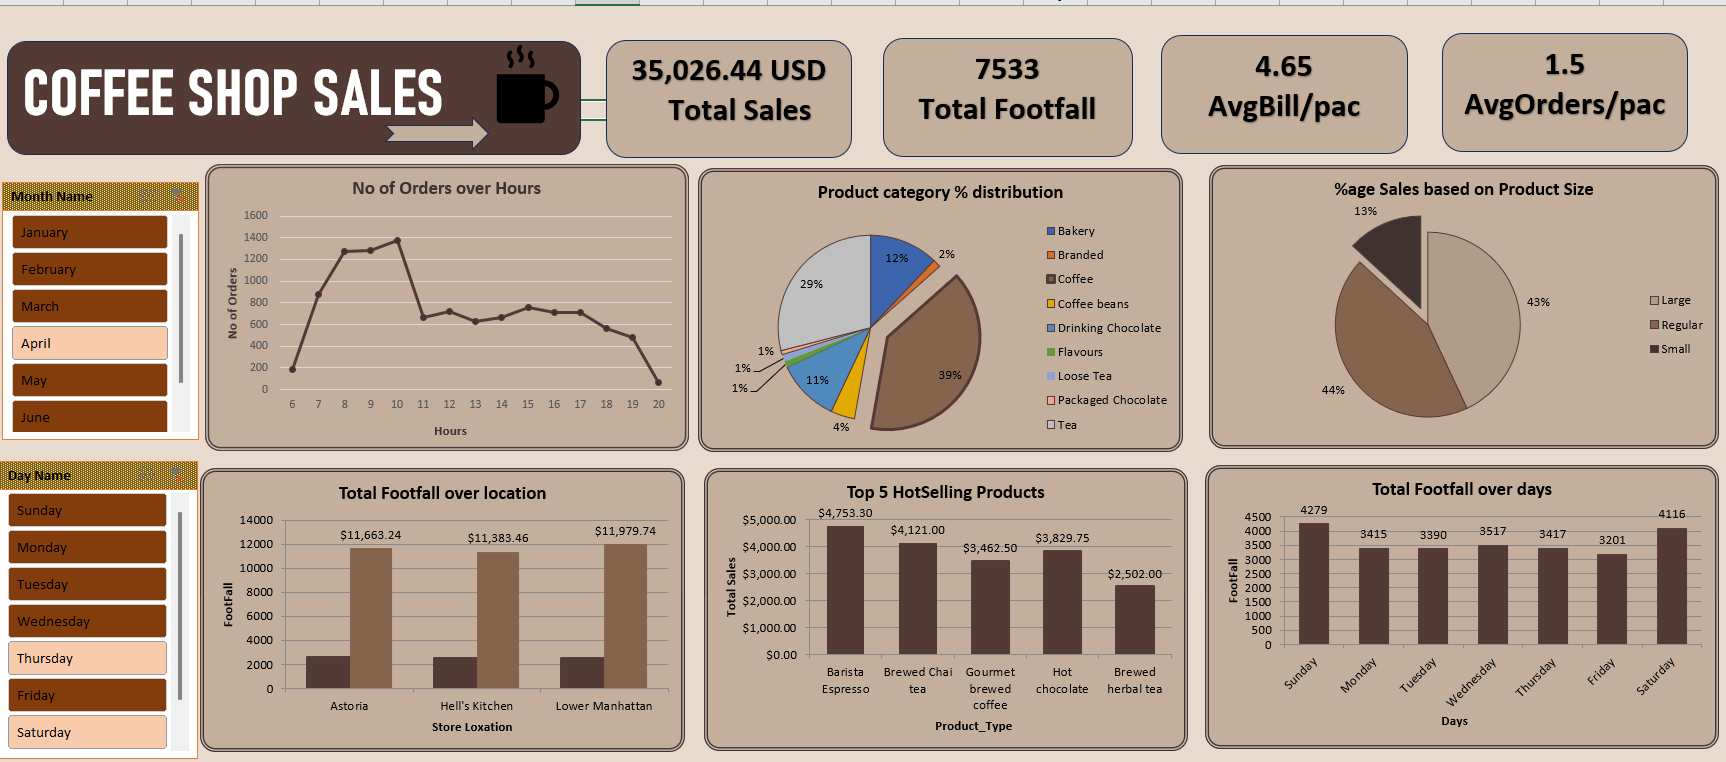 COFFEE SHOP SALES
35,026.44 USD
Total Sales
7533
Total Footfall
4.65
AvgBill/pac
1.5
AvgOrders/pac
Month Name
January
February
March
April
May
June
Day Name
Sunday
Monday
Tuesday
Wednesday
Thursday
Friday
Saturday
No of Orders over Hours
No of Orders
1600
1400
1200
1000
800
600
400
200
0
6 7 8 9 10 11 12 13 14 15 16 17 18 19 20
Hours
Product category % distribution
12%
2%
39%
4%
11%
1%
1%
1%
29%
Bakery
Branded
Coffee
Coffee beans
Drinking Chocolate
Flavours
Loose Tea
Packaged Chocolate
Tea
%age Sales based on Product Size
13%
43%
44%
Large
Regular
Small
Total Footfall over location
FootFall
14000
12000
10000
8000
6000
4000
2000
0
$11,663.24
$11,383.46
$11,979.74
Astoria Hell's Kitchen Lower Manhattan
Store Loxation
Top 5 HotSelling Products
Total Sales
$5,000.00
$4,000.00
$3,000.00
$2,000.00
$1,000.00
$0.00
$4,753.30
$4,121.00
$3,462.50
$3,829.75
$2,502.00
Barista
Espresso
Brewed Chai
tea
Gourmet
brewed
coffee
Hot
chocolate
Brewed
herbal tea
Product_Type
Total Footfall over days
FootFall
4500
4000
3500
3000
2500
2000
1500
1000
500
0
4279
3415
3390
3517
3417
3201
4116
Sunday
Monday
Tuesday
Wednesday
Thursday
Friday
Saturday
Days